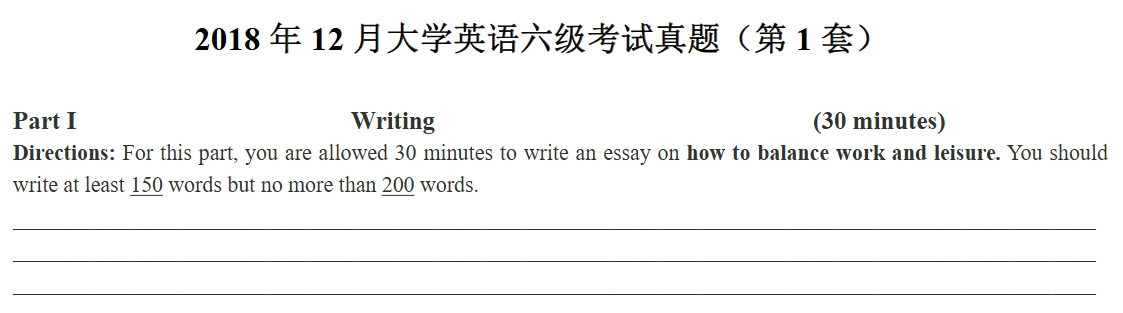 2018 年 12 月大学英语六级考试真题（第 1 套）
Part I Writing (30 minutes)
Directions: For this part, you are allowed 30 minutes to write an essay on how to balance work and leisure. You should
write at least 150 words but no more than 200 words.